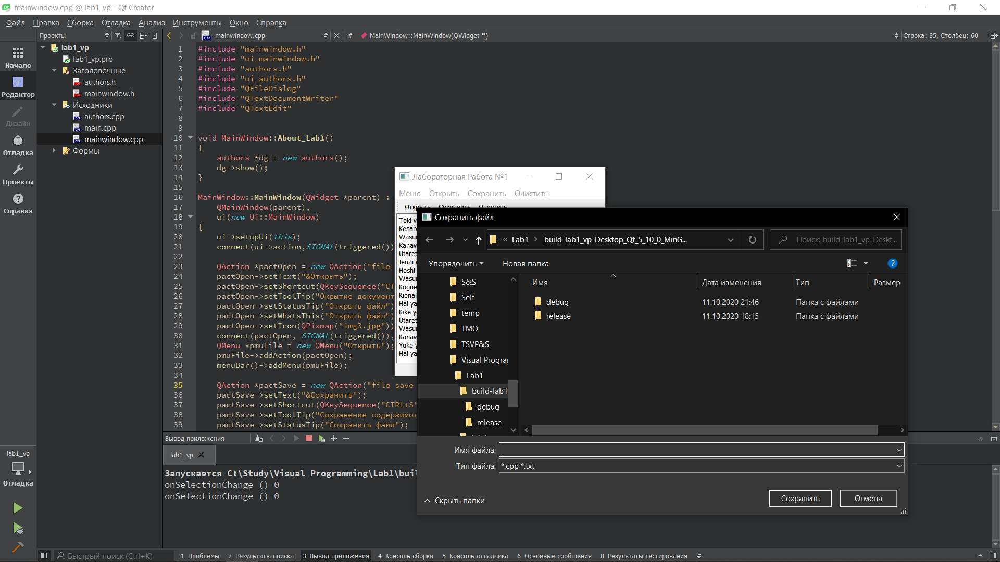 mainwindow.cpp @ lab1_vp - Qt Creator
Файл Правка Сборка Отладка Анализ Инструменты Окно Справка
Проекты
mainwindow.cpp
# MainWindow::MainWindow(QWidget *)
Строка: 35, Столбец: 60
Начало
Редактор
Дизайн
Отладка
Проекты
Справка
lab1_vp
lab1_vp.pro
Заголовочные
authors.h
mainwindow.h
Исходники
authors.cpp
main.cpp
mainwindow.cpp
Формы
1 #include "mainwindow.h"
2 #include "ui_mainwindow.h"
3 #include "authors.h"
4 #include "ui_authors.h"
5 #include "QFileDialog"
6 #include "QTextDocumentWriter"
7 #include "QTextEdit"
8
9
10 void MainWindow::About_Lab1()
11 {
12 authors *dg = new authors();
13 dg->show();
14 }
15
16 MainWindow::MainWindow(QWidget *parent) :
17 QMainWindow(parent),
18 ui(new Ui::MainWindow)
19 {
20 ui->setupUi(this);
21 connect(ui->action,SIGNAL(triggered())
22
23 QAction *pactOpen = new QAction("file
24 pactOpen->setText("&Открыть");
25 pactOpen->setShortcut(QKeySequence("CT
26 pactOpen->setToolTip("Окрытие документ
27 pactOpen->setStatusTip("Открыть файл")
28 pactOpen->setWhatsThis("Открыть файл")
29 pactOpen->setIcon(QPixmap("img3.jpg"))
30 connect(pactOpen, SIGNAL(triggered()),
31 QMenu *pmuFile = new QMenu("Открыть");
32 pmuFile->addAction(pactOpen);
33 menuBar()->addMenu(pmuFile);
34
35 QAction *pactSave = new QAction("file save
36 pactSave->setText("&Сохранить");
37 pactSave->setShortcut(QKeySequence("CTRL+S"
38 pactSave->setToolTip("Сохранение содержимог
39 pactSave->setStatusTip("Сохранить файл");
Лабораторная Работа №1
Меню Открыть Сохранить Очистить
Открыть Сохранить Очистить
Toki w
Kesare
Wasur
Kanaw
Utaret
Ienai
Hoshi
Wasur
Kogoe
Kienai
Hai ya
Kike y
Utaret
Wasur
Kanaw
Yuke y
Hai ya
Сохранить файл
« Lab1 build-lab1_vp-Desktop_Qt_5_10_0_MinG...
Поиск: build-lab1_vp-Deskt...
Упорядочить Новая папка
S&S
Self
temp
TMO
TSVP&S
Visual Progra
Lab1
build-lab1
debug
release
Имя Дата изменения Тип Размер
debug 11.10.2020 21:46 Папка с файлами
release 11.10.2020 18:15 Папка с файлами
Имя файла:
Тип файла: *.cpp *.txt
Скрыть папки
Сохранить Отмена
Вывод приложения
lab1_vp
Запускается C:\Study\Visual Programming\Lab1\buil
onSelectionChange () 0
onSelectionChange () 0
lab1_vp
Отладка
Быстрый поиск (Ctrl+K)
1 Проблемы 2 Результаты поиска 3 Вывод приложения 4 Консоль сборки 5 Консоль отладчика 6 Основные сообщения 8 Результаты тестирования